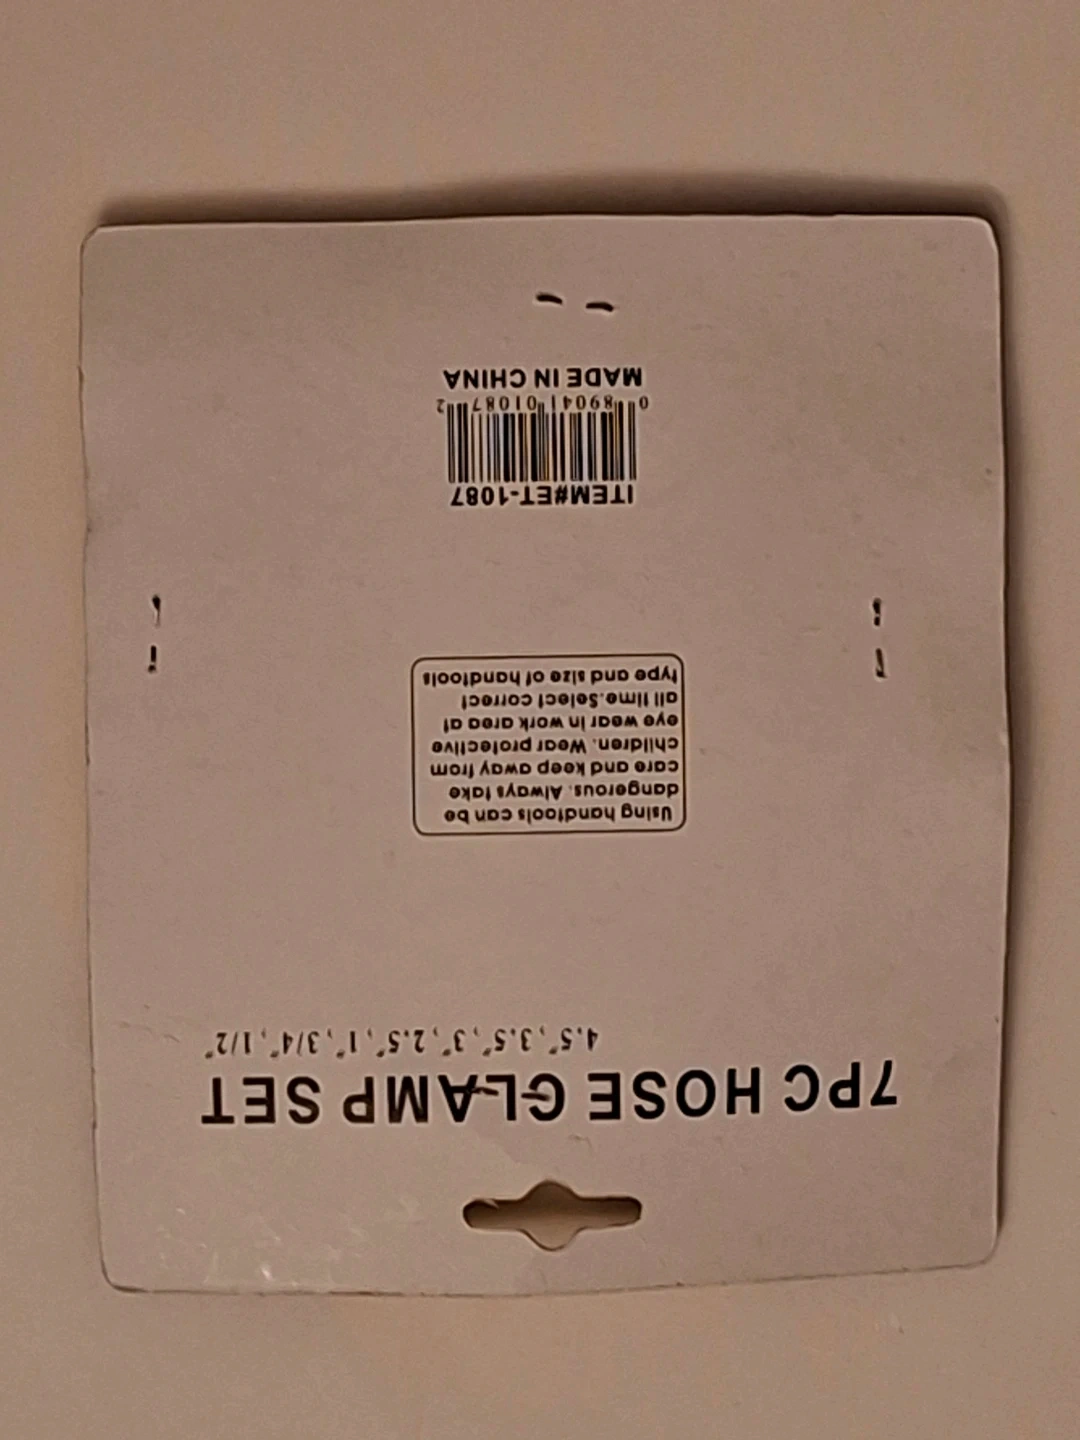 7PC HOSE CLAMP SET
4.5", 3.5", 3", 2.5", 1", 3/4", 1/2"
Using handtools can be
dangerous. Always take
care and keep away from
children. Wear protective
eye wear in work area at
all time.Select correct
type and size of handtools
ITEM#ET-1087
0 89041 01087 2
MADE IN CHINA